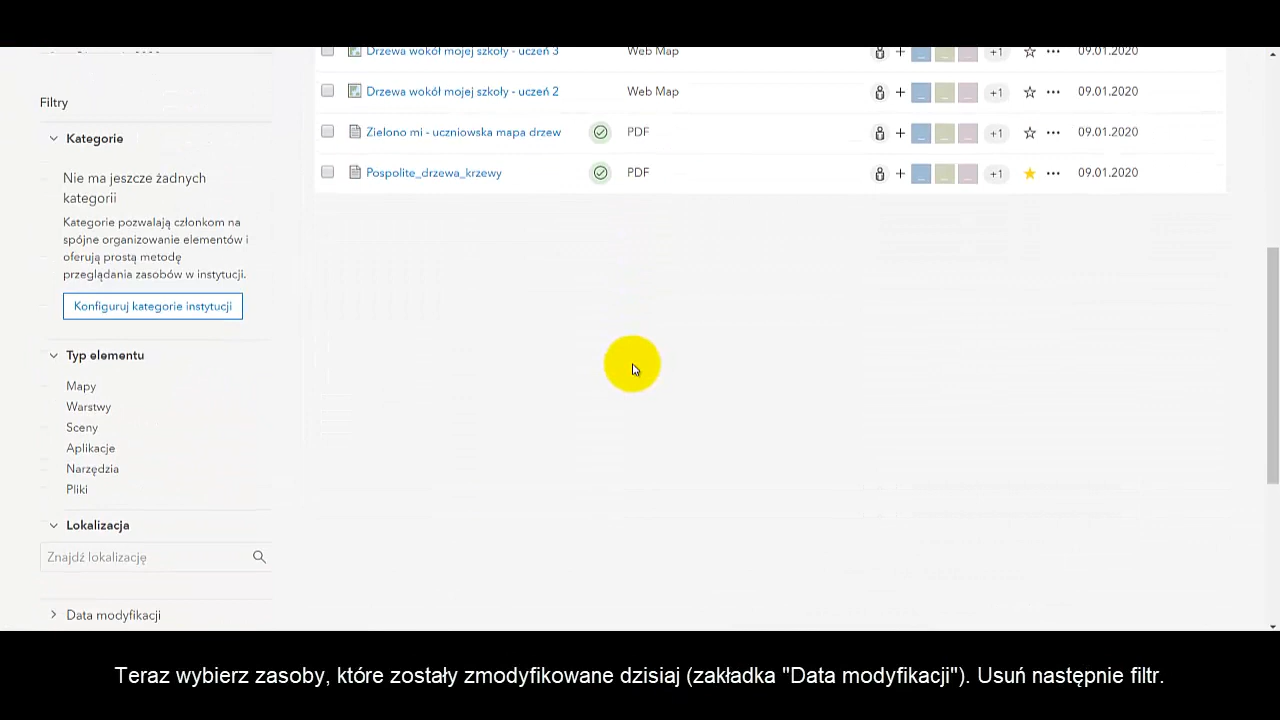 Drzewa wokół mojej szkoły - uczeń 3 Web Map +1
Drzewa wokół mojej szkoły - uczeń 2 Web Map +1 09.01.2020
Zielono mi - uczniowska mapa drzew PDF +1 09.01.2020
Pospolite_drzewa_krzewy PDF +1 09.01.2020
09.01.2020
Filtry
Kategorie
Nie ma jeszcze żadnych
kategorii
Kategorie pozwalają członkom na
spójne organizowanie elementów i
oferują prostą metodę
przeglądania zasobów w instytucji.
Konfiguruj kategorie instytucji
Typ elementu
Mapy
Warstwy
Sceny
Aplikacje
Narzędzia
Pliki
Lokalizacja
Znajdź lokalizację
Data modyfikacji
Teraz wybierz zasoby, które zostały zmodyfikowane dzisiaj (zakładka "Data modyfikacji"). Usuń następnie filtr.